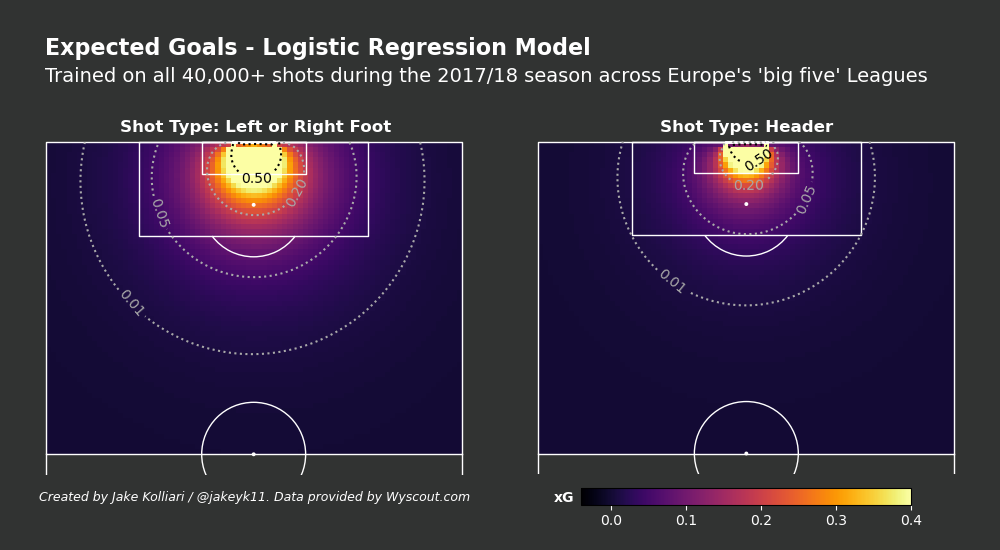 Expected Goals - Logistic Regression Model
Trained on all 40,000+ shots during the 2017/18 season across Europe's 'big five' Leagues
Shot Type: Left or Right Foot
0.50
0.20
0.05
0.01
Shot Type: Header
0.50
0.20
0.05
0.01
Created by Jake Kolliari / @jakeyk11. Data provided by Wyscout.com
xG
0.0 0.1 0.2 0.3 0.4